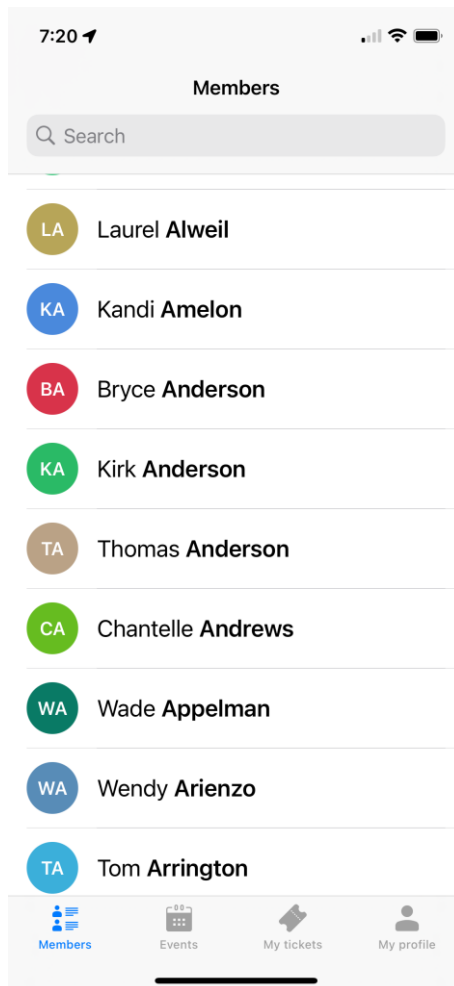 7:20
Members
Search
LA Laurel Alweil
KA Kandi Amelon
BA Bryce Anderson
KA Kirk Anderson
TA Thomas Anderson
CA Chantelle Andrews
WA Wade Appelman
WA Wendy Arienzo
TA Tom Arrington
Members Events My tickets My profile